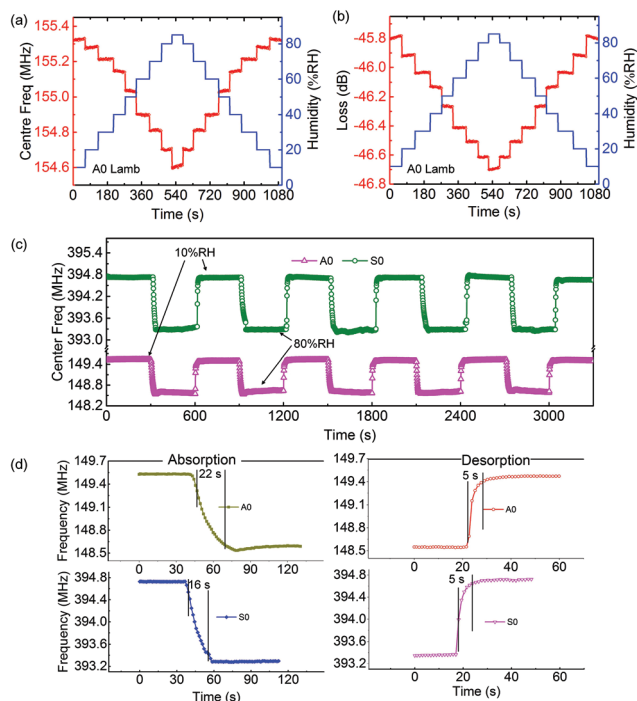 (a)
Centre Freq (MHz)
155.4
155.2
155.0
154.8
154.6
A0 Lamb
0 180 360 540 720 900 1080
Time (s)
80
60
40
20
0
Humidity (%RH)
(b)
Loss (dB)
-45.8
-46.0
-46.2
-46.4
-46.6
-46.8
A0 Lamb
0 180 360 540 720 900 1080
Time (s)
80
60
40
20
0
Humidity (%RH)
(c)
Center Freq (MHz)
395.4
394.8
394.2
393.6
393.0
149.4
148.8
148.2
10%RH
A0 S0
80%RH
0 600 1200 1800 2400 3000
Time (s)
(d)
Absorption
Frequency (MHz)
149.7
149.4
149.1
148.8
148.5
22 s
A0
0 30 60 90 120 150
Frequency (MHz)
394.8
394.4
394.0
393.6
393.2
16 s
S0
0 30 60 90 120 150
Time (s)
Desorption
Frequency (MHz)
149.7
149.4
149.1
148.8
148.5
5 s
A0
0 20 40 60
Frequency (MHz)
394.8
394.4
394.0
393.6
393.2
5 s
S0
0 20 40 60
Time (s)